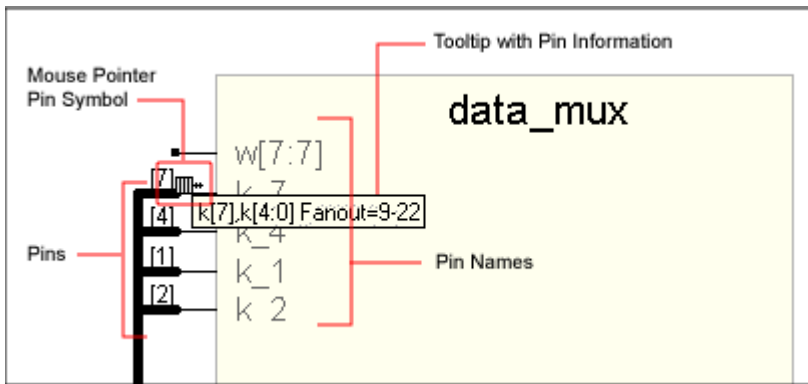 Tooltip with Pin Information
Mouse Pointer
Pin Symbol
data_mux
w[7:7]
[7]
k_7
k[7],k[4:0] Fanout=9-22
[4]
k_4
Pins
[1]
k_1
Pin Names
[2]
k_2